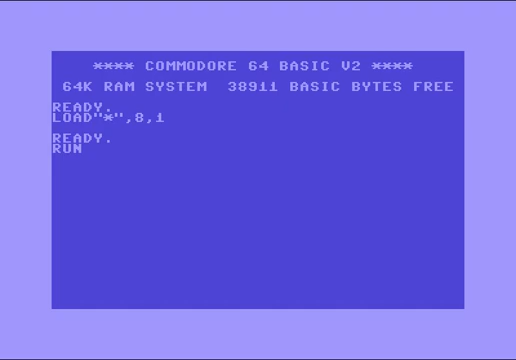 **** COMMODORE 64 BASIC V2 ****
64K RAM SYSTEM  38911 BASIC BYTES FREE
READY.
LOAD"*",8,1
READY.
RUN